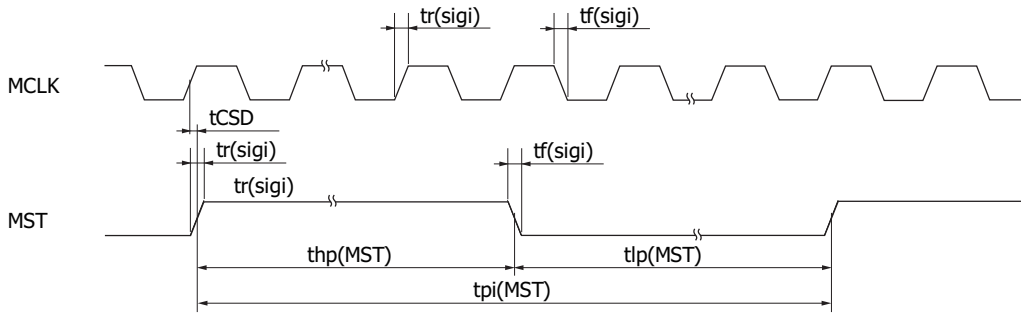 tr(sigi)
tf(sigi)
MCLK
tCSD
tr(sigi)
tf(sigi)
tr(sigi)
MST
thp(MST)
tlp(MST)
tpi(MST)